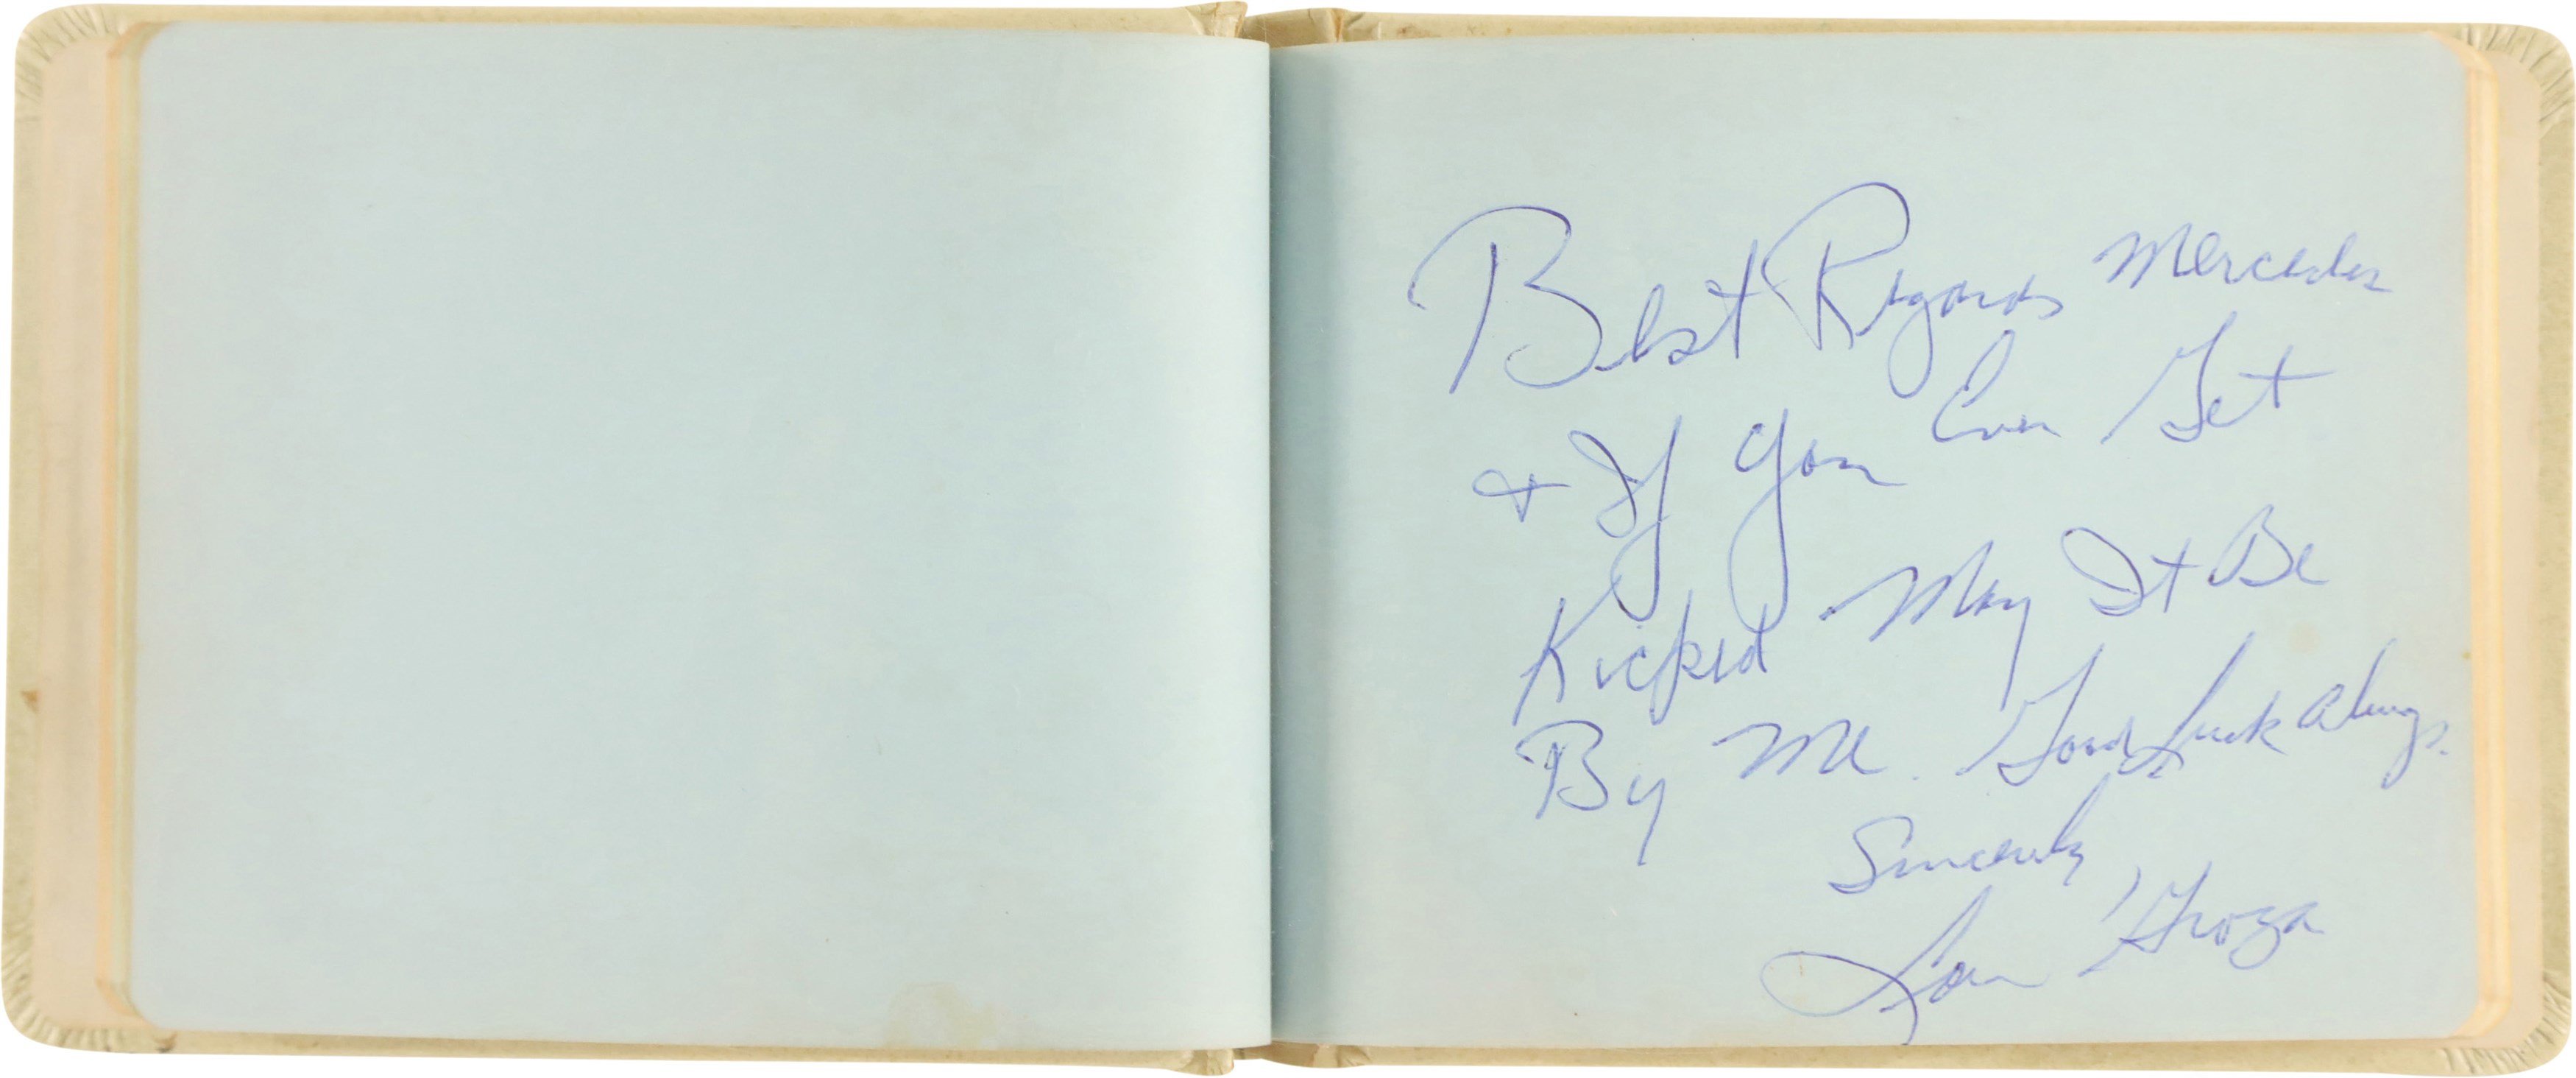 Best Regards Mercedes
+ If You Ever Get
Kicked May It Be
By Me. Good Luck Always.
Sincerely,
Lou Groza